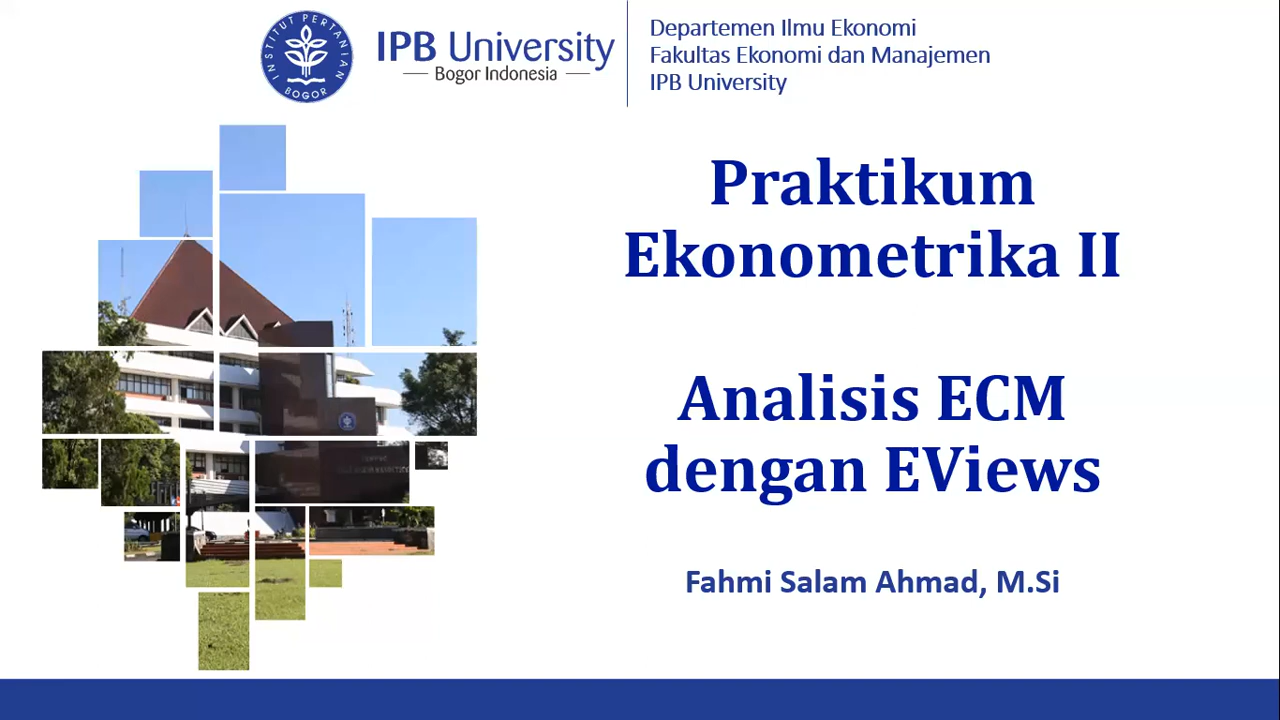 INSTITUT PERTANIAN
BOGOR
IPB University
Bogor Indonesia
Departemen Ilmu Ekonomi
Fakultas Ekonomi dan Manajemen
IPB University
Praktikum
Ekonometrika II
Analisis ECM
dengan EViews
Fahmi Salam Ahmad, M.Si